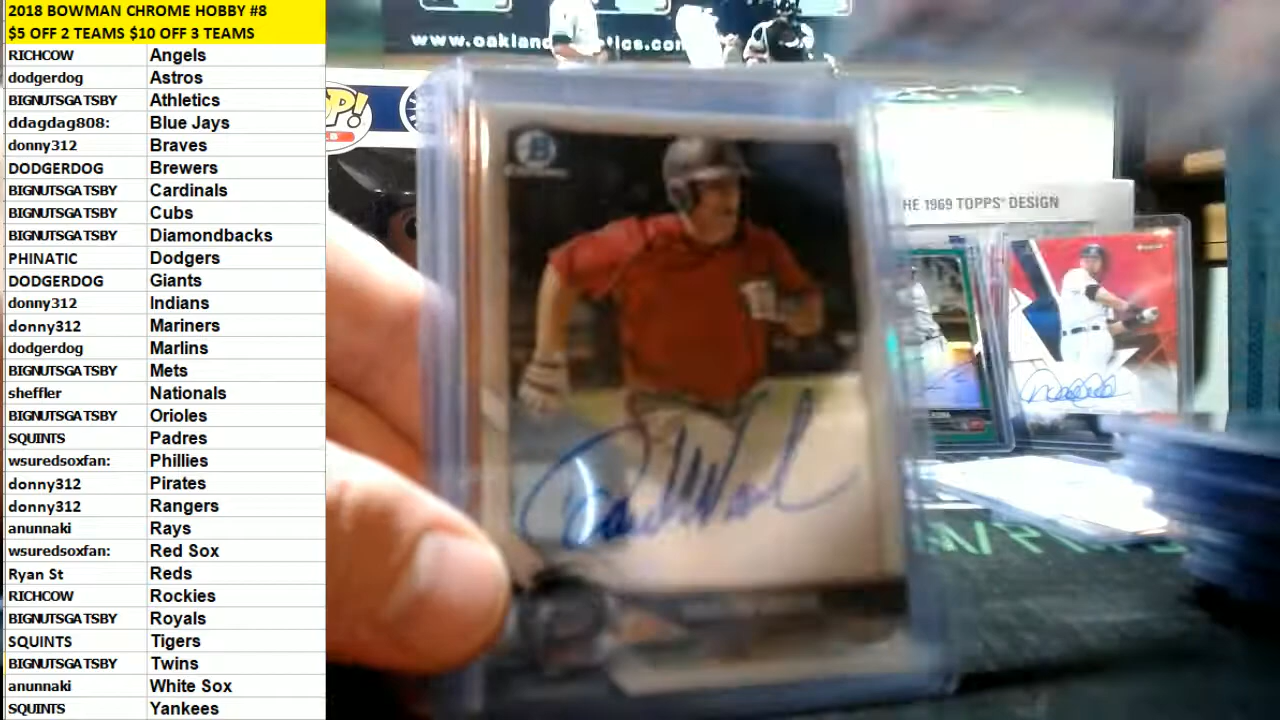 2018 BOWMAN CHROME HOBBY #8
$5 OFF 2 TEAMS $10 OFF 3 TEAMS
RICHCOW Angels
dodgerdog Astros
BIGNUTSGATSBY Athletics
ddagdag808: Blue Jays
donny312 Braves
DODGERDOG Brewers
BIGNUTSGATSBY Cardinals
BIGNUTSGATSBY Cubs
BIGNUTSGATSBY Diamondbacks
PHINATIC Dodgers
DODGERDOG Giants
donny312 Indians
donny312 Mariners
dodgerdog Marlins
BIGNUTSGATSBY Mets
sheffler Nationals
BIGNUTSGATSBY Orioles
SQUINTS Padres
wsuredsoxfan: Phillies
donny312 Pirates
donny312 Rangers
anunnaki Rays
wsuredsoxfan: Red Sox
Ryan St Reds
RICHCOW Rockies
BIGNUTSGATSBY Royals
SQUINTS Tigers
BIGNUTSGATSBY Twins
anunnaki White Sox
SQUINTS Yankees
www.oakland
tics.com
P!
B
HE 1969 TOPPS DESIGN